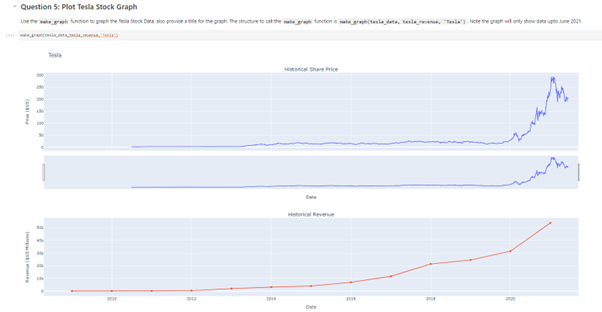 Question 5: Plot Tesla Stock Graph
Use the make_graph function to graph the Tesla Stock Data, also provide a title for the graph. The structure to call the make_graph function is make_graph(tesla_data, tesla_revenue, 'Tesla'). Note the graph will only show data upto June 2021.
make_graph(tesla_data,tesla_revenue,'Tesla')
Tesla
Historical Share Price
Price ($US)
300
250
200
150
100
50
0
Date
Historical Revenue
Revenue ($US Millions)
50k
40k
30k
20k
10k
0
2010
2012
2014
2016
2018
2020
Date